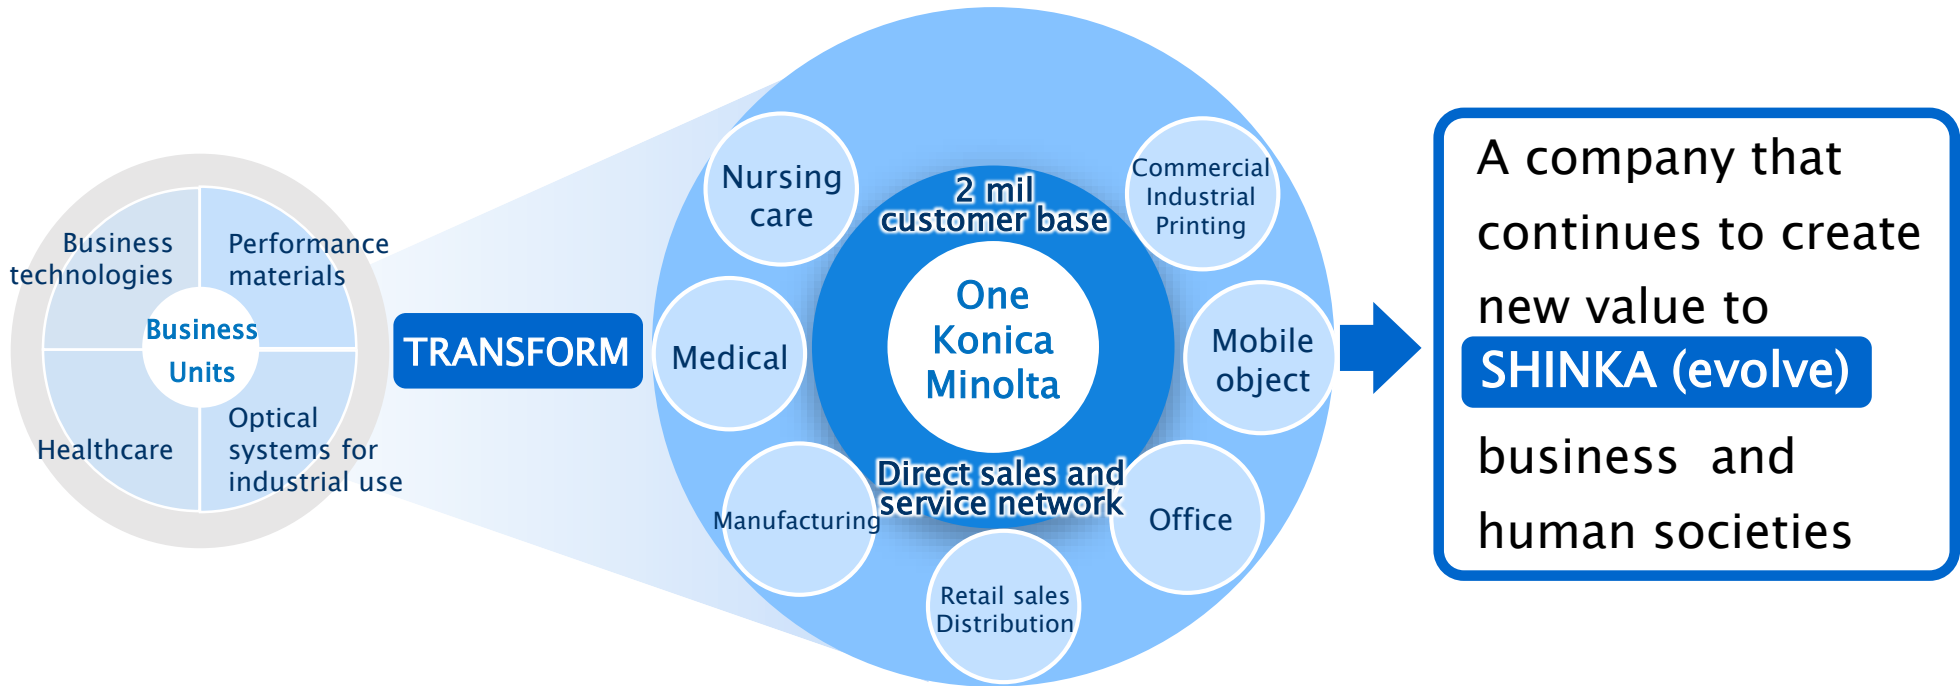 Business
technologies
Performance
materials
Business
Units
Healthcare
Optical
systems for
industrial use
TRANSFORM
Nursing
care
Commercial
Industrial
Printing
2 mil
customer base
One
Konica
Minolta
Medical
Mobile
object
Direct sales and
service network
Manufacturing
Office
Retail sales
Distribution
A company that
continues to create
new value to
SHINKA (evolve)
business and
human societies